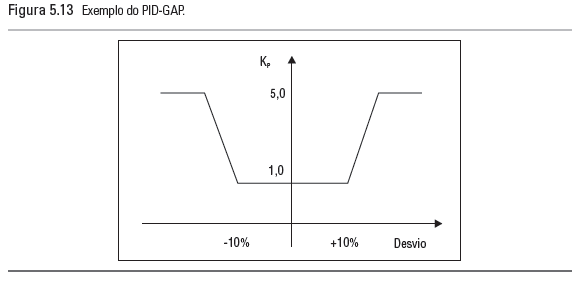 Figura 5.13 Exemplo do PID-GAP.
Kₚ
5,0
1,0
-10%
+10%
Desvio